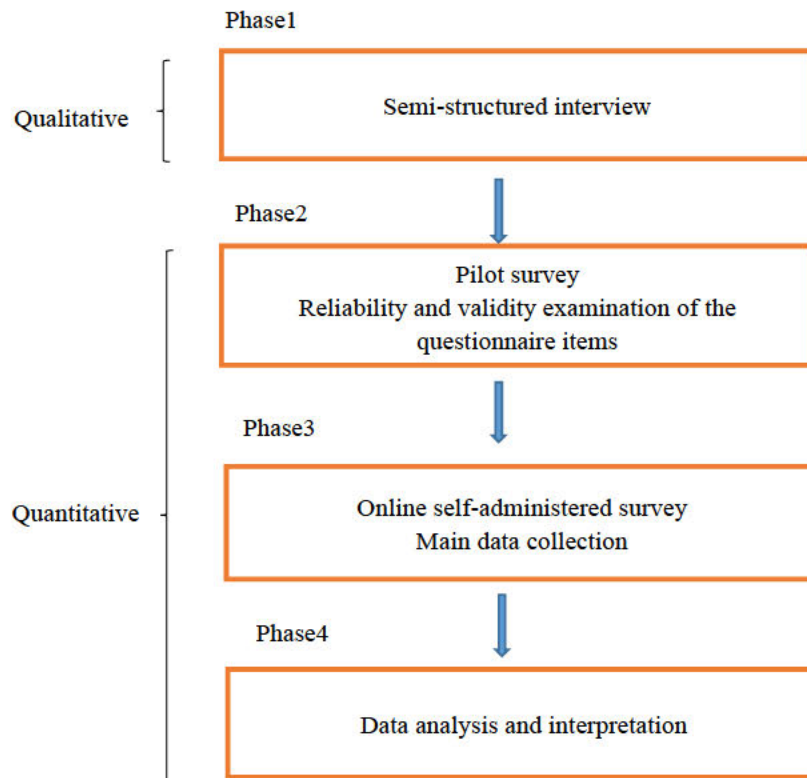 Phase1
Qualitative
Semi-structured interview
Phase2
Pilot survey
Reliability and validity examination of the
questionnaire items
Phase3
Quantitative
Online self-administered survey
Main data collection
Phase4
Data analysis and interpretation